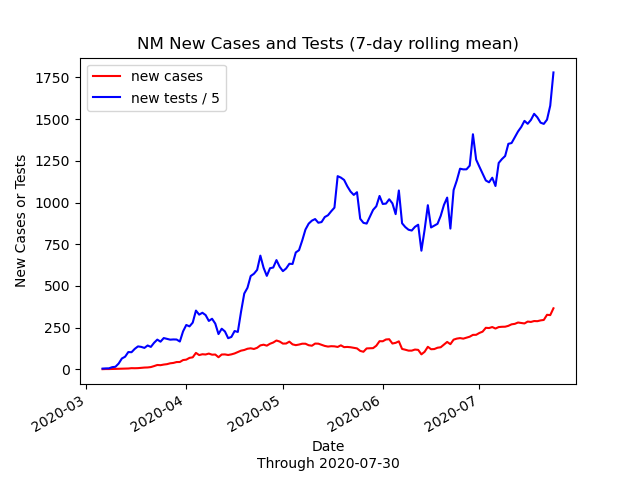 NM New Cases and Tests (7-day rolling mean)
new cases
new tests / 5
New Cases or Tests
1750
1500
1250
1000
750
500
250
0
2020-03
2020-04
2020-05
2020-06
2020-07
Date
Through 2020-07-30